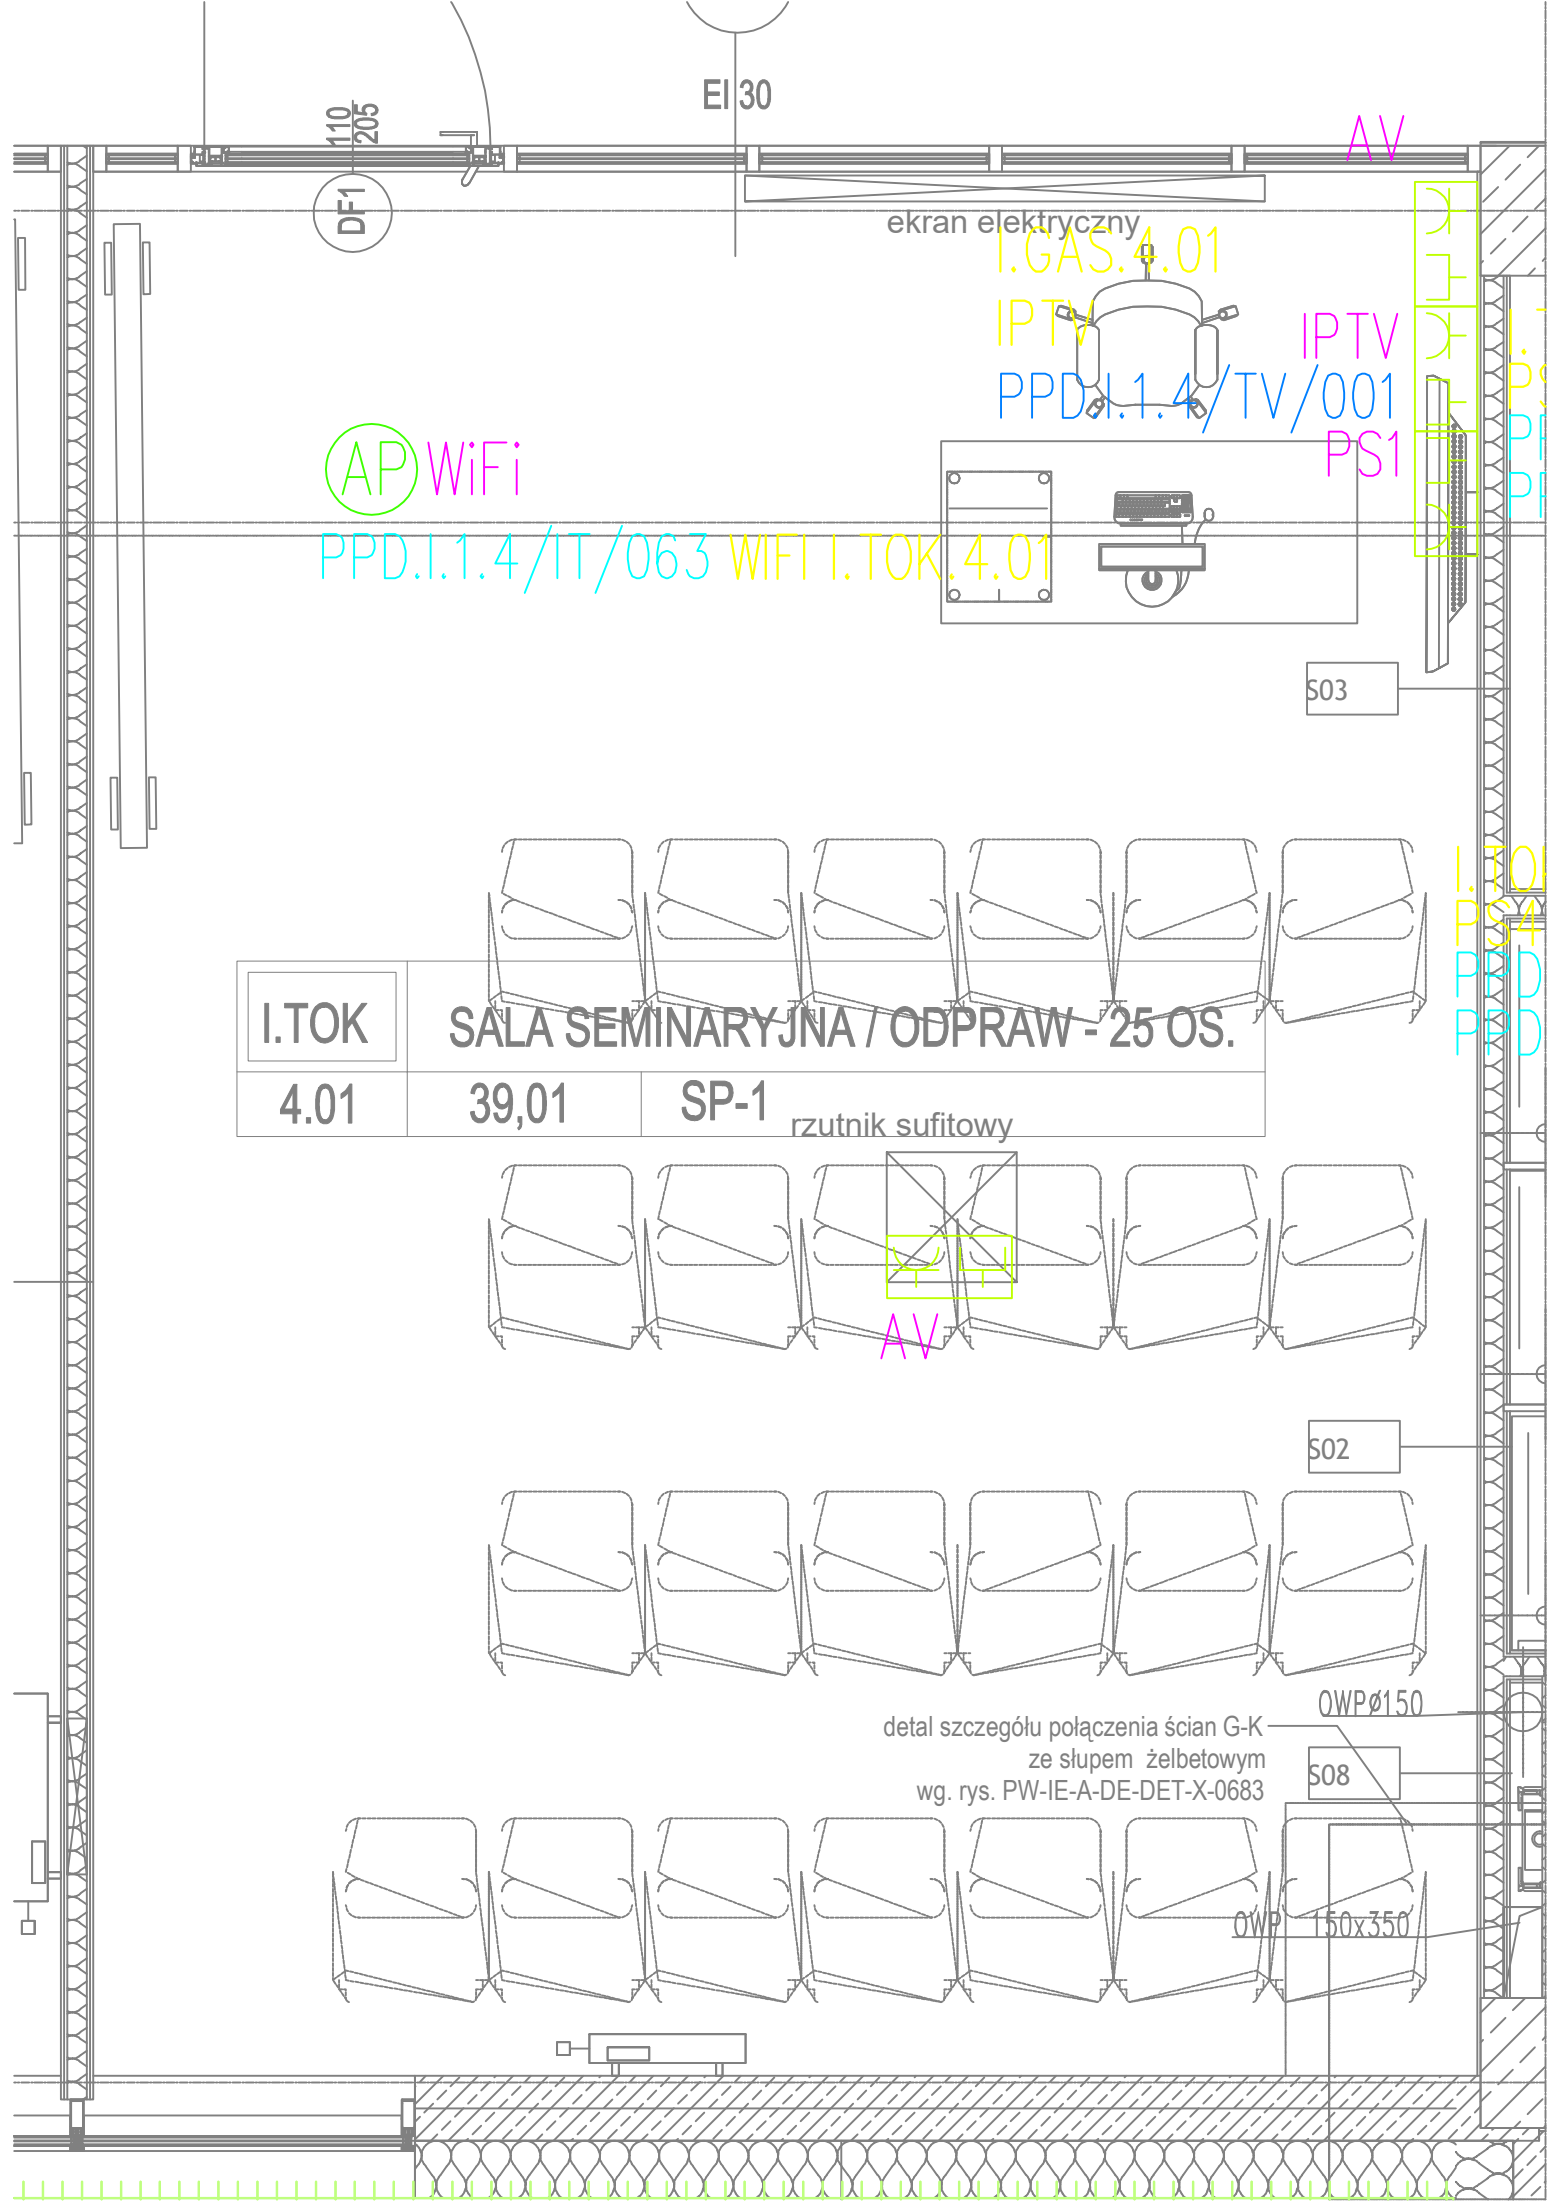 EI 30
110
205
DF1
AV
ekran elektryczny
I.GAS.4.01
IPTV
IPTV
PPD.I.1.4/TV/001
PS1
AP WiFi
PPD.I.1.4/IT/063 WIFI I.TOK.4.01
S03
PS4
PPD
PPD
I.TOK SALA SEMINARYJNA / ODPRAW - 25 OS.
4.01 39,01 SP-1
rzutnik sufitowy
AV
S02
OWPø150
detal szczegółu połączenia ścian G-K
ze słupem żelbetowym
wg. rys. PW-IE-A-DE-DET-X-0683
S08
OWP 150x350